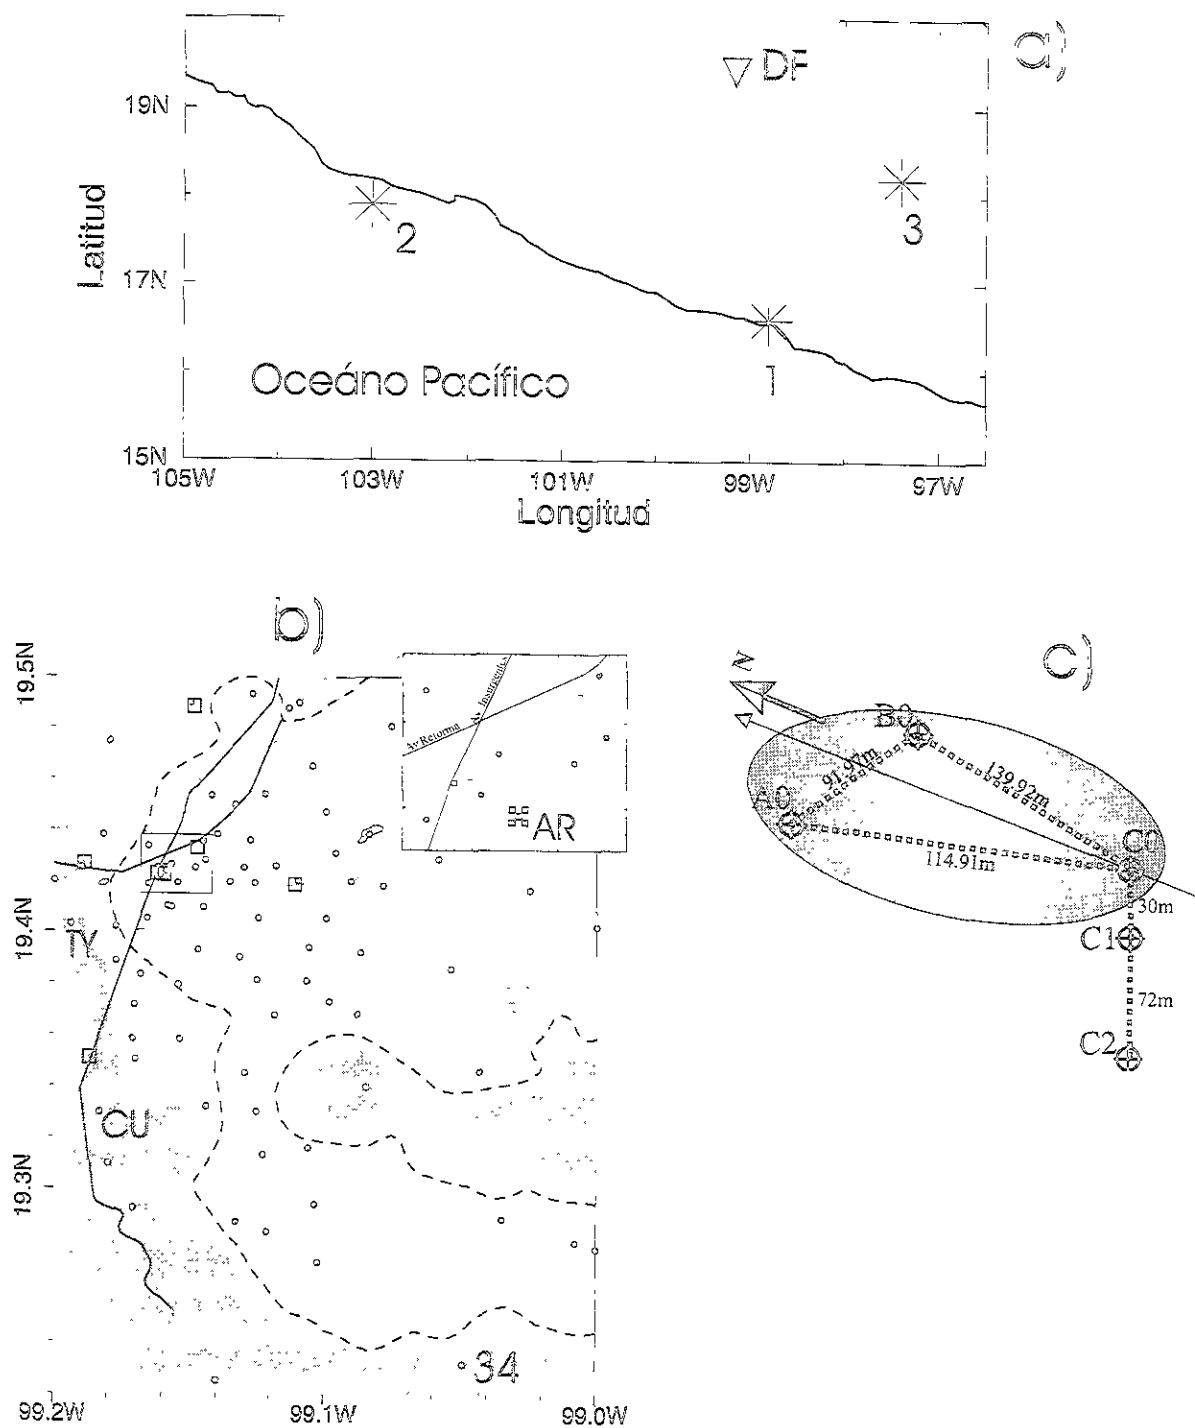 a)
DF
19N
Latitud
2
3
17N
1
Oceáno Pacífico
15N
105W
103W
101W
99W
97W
Longitud
b)
19.5N
Av Reforma
Av Insurgentes
AR
TY
19.4N
CU
19.3N
34
99.2W
99.1W
99.0W
c)
N
B0
91.97m
139.92m
A0
C0
114.91m
30m
C1
72m
C2